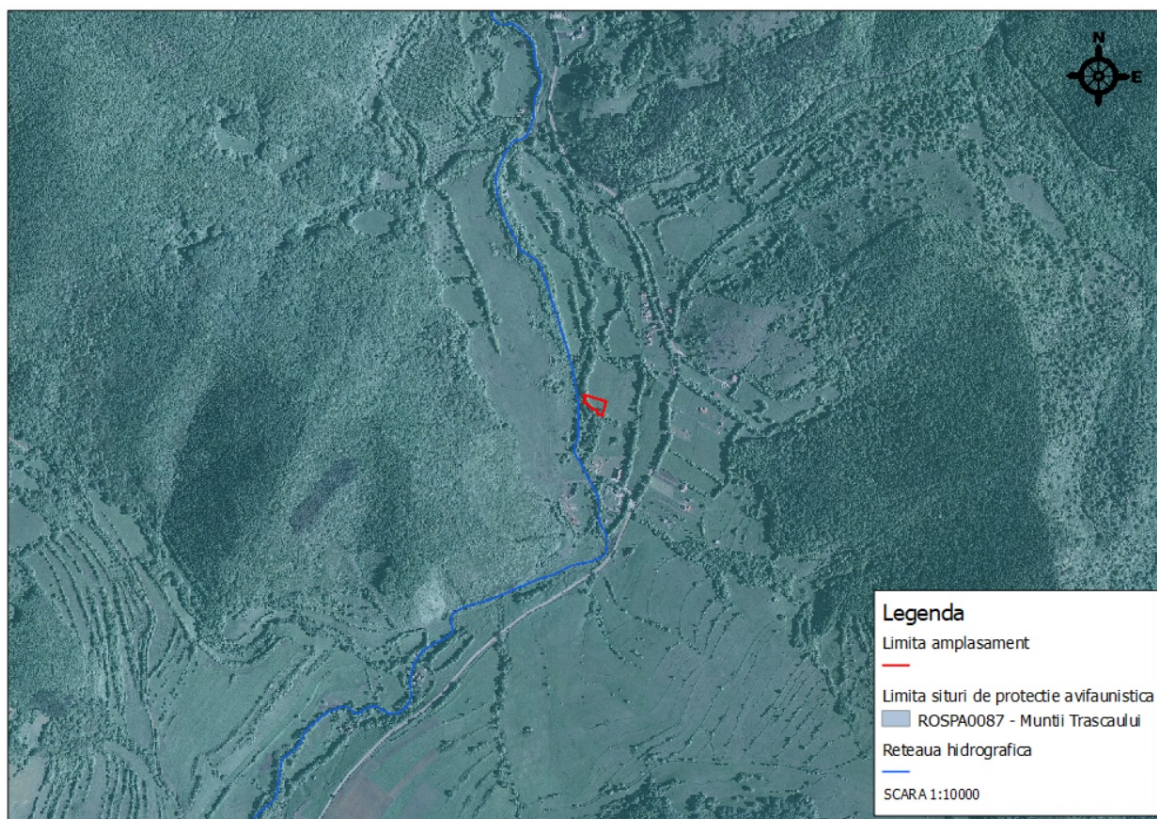 N
E
Legenda
Limita amplasament
Limita situri de protectie avifaunistica
ROSPA0087 - Muntii Trascaului
Reteaua hidrografica
SCARA 1:10000